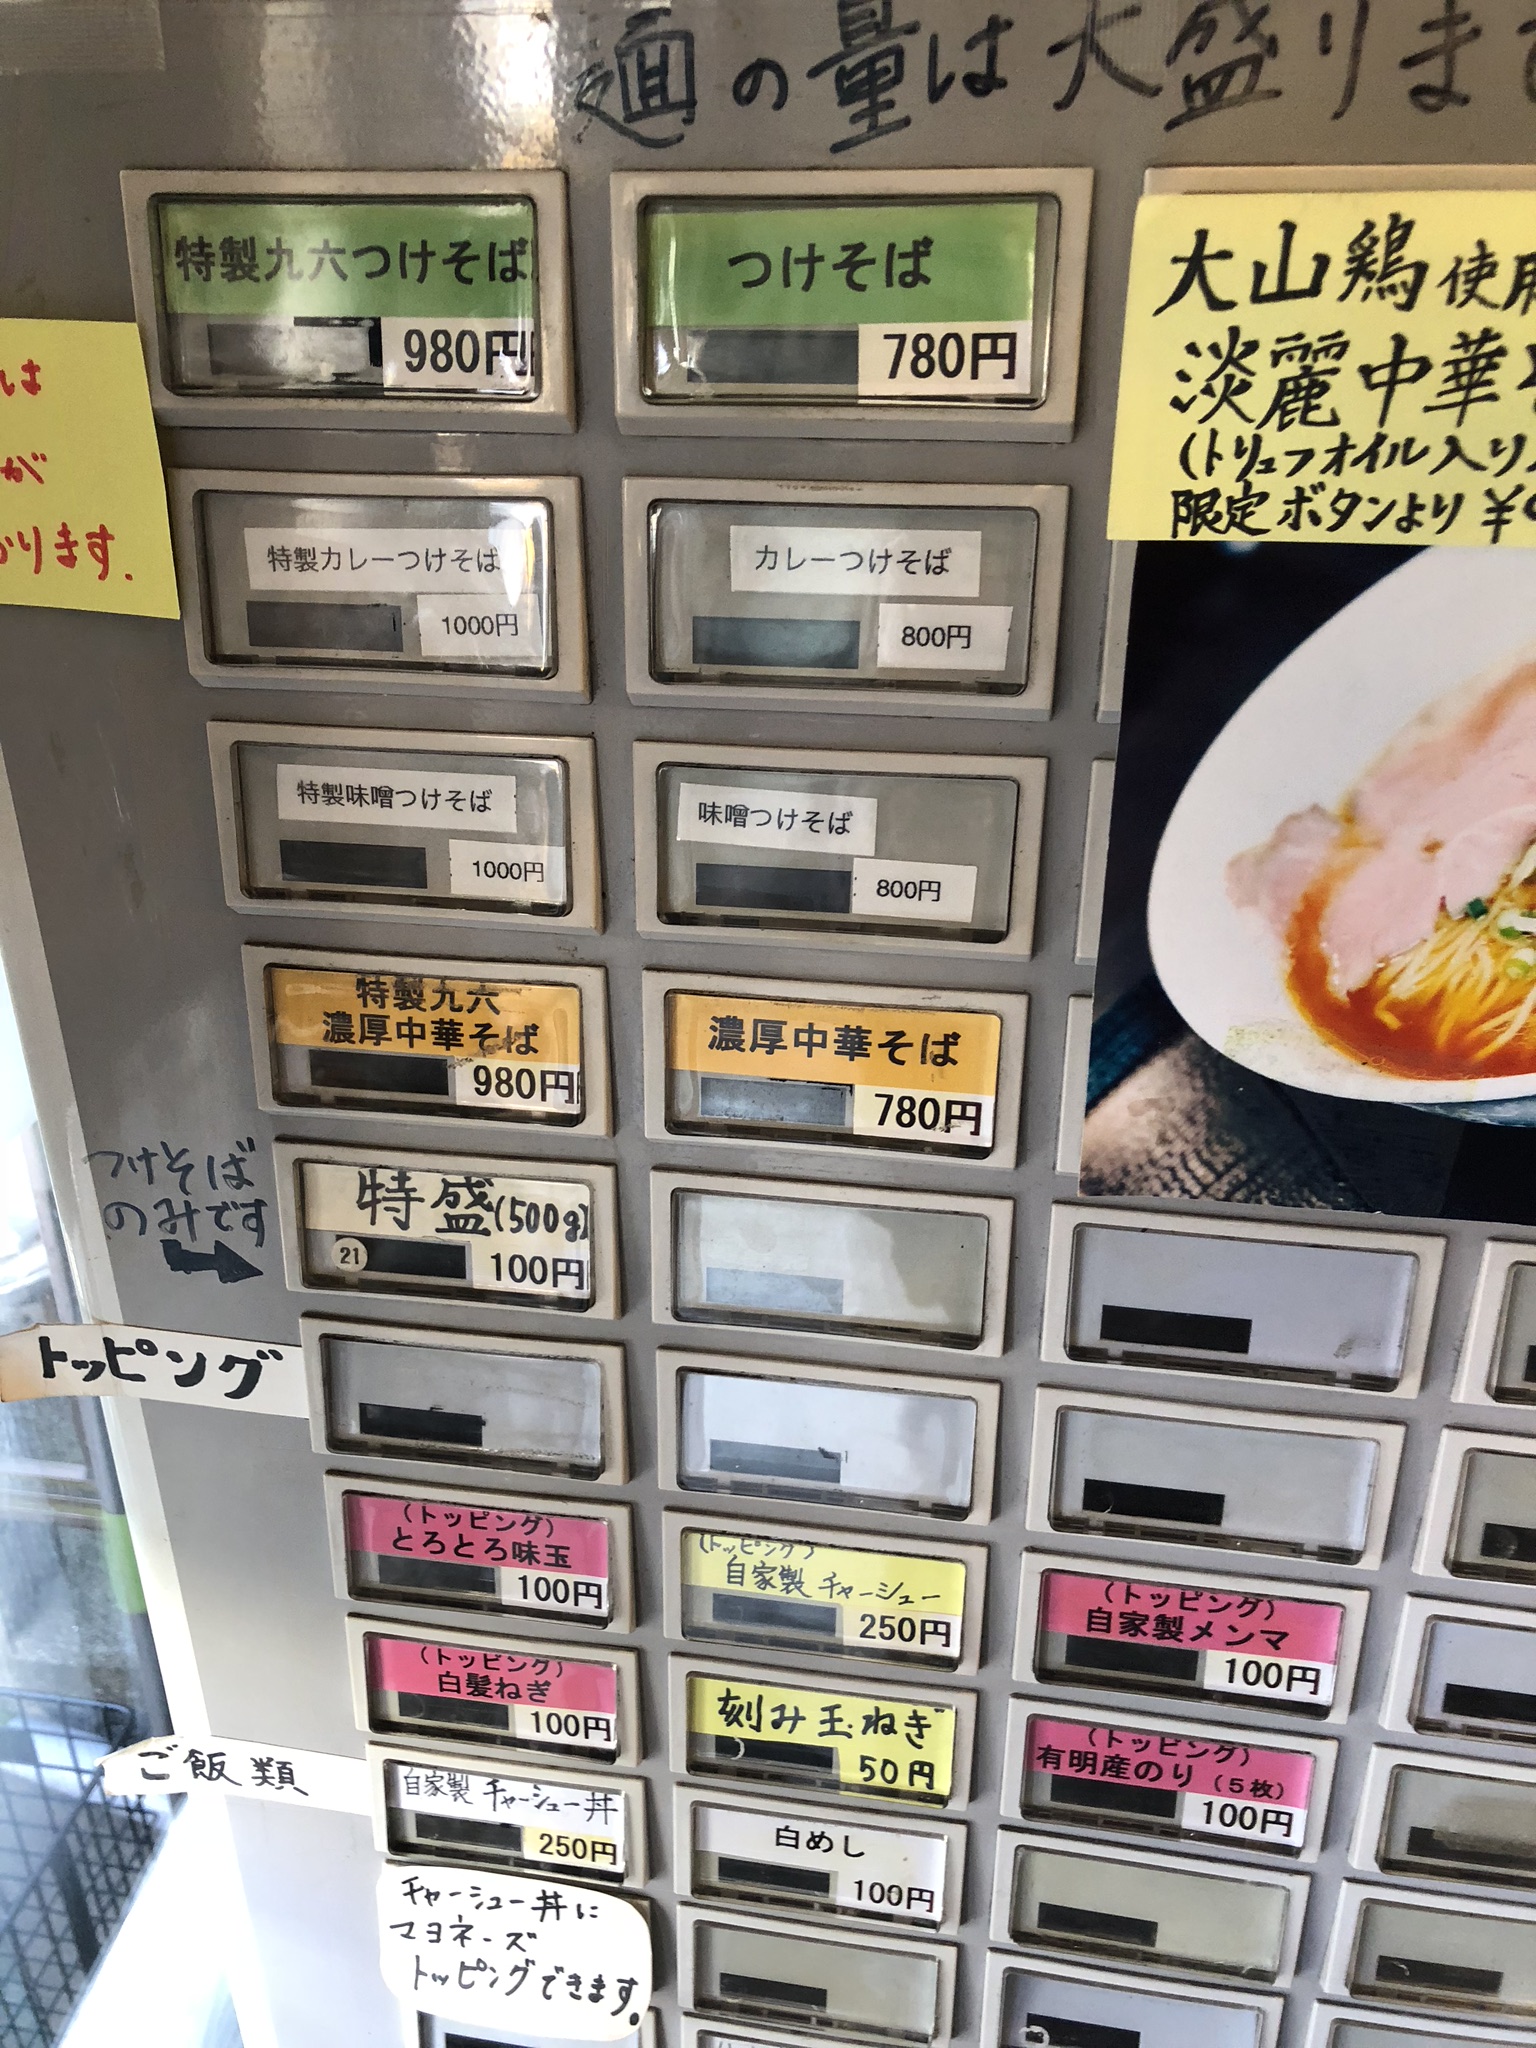 麺の量は大盛りま
特製九六つけそば
980円
つけそば
780円
大山鶏使用
淡麗中華
(トリュフオイル入り
限定ボタンより¥
は
が
かります.
特製カレーつけそば
1000円
カレーつけそば
800円
特製味噌つけそば
1000円
味噌つけそば
800円
特製九六
濃厚中華そば
980円
濃厚中華そば
780円
つけそば
のみです
特盛(500g)
21
100円
トッピング
(トッピング)
とろとろ味玉
100円
(トッピング)
自家製チャーシュー
250円
(トッピング)
自家製メンマ
100円
(トッピング)
白髪ねぎ
100円
刻み玉ねぎ
50円
(トッピング)
有明産のり(5枚)
100円
ご飯類
自家製チャーシュー丼
250円
白めし
100円
チャーシュー丼に
マヨネーズ
トッピングできます。